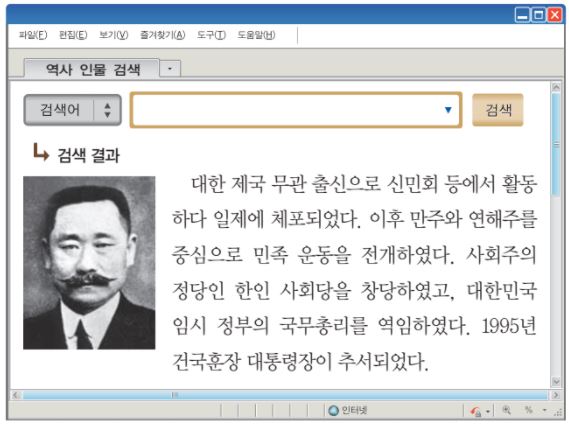 파일(F) 편집(E) 보기(V) 즐겨찾기(A) 도구(T) 도움말(H)
역사 인물 검색
검색어 검색
검색 결과
대한 제국 무관 출신으로 신민회 등에서 활동
하다 일제에 체포되었다. 이후 만주와 연해주를
중심으로 민족 운동을 전개하였다. 사회주의
정당인 한인 사회당을 창당하였고, 대한민국
임시 정부의 국무총리를 역임하였다. 1995년
건국훈장 대통령장이 추서되었다.
인터넷 %